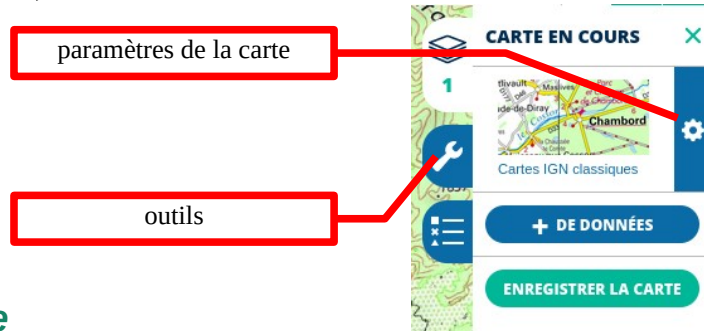 paramètres de la carte
outils
CARTE EN COURS
1
Chambord
Cartes IGN classiques
+ DE DONNÉES
ENREGISTRER LA CARTE
e